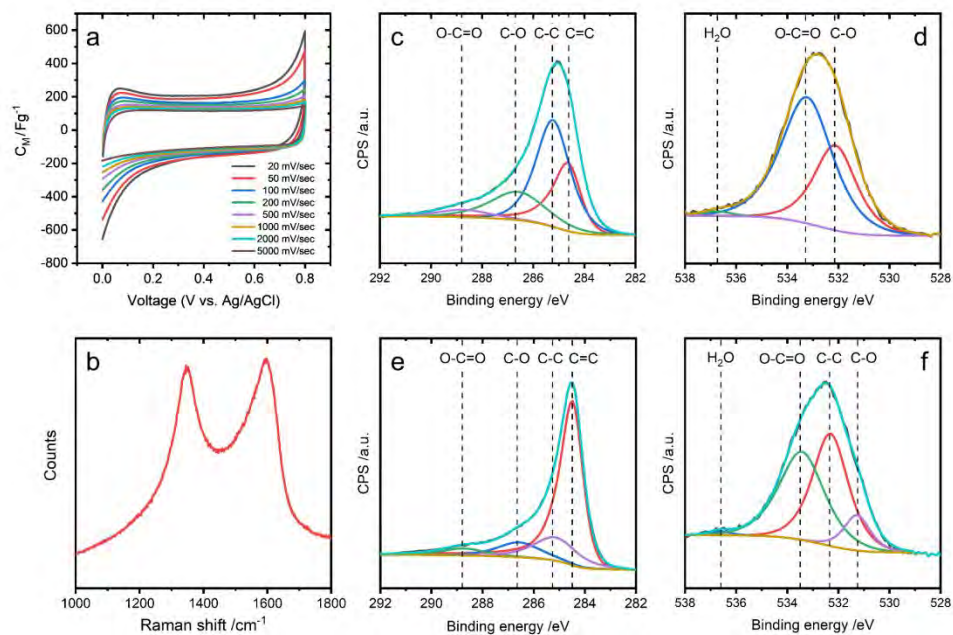 a
C_M/Fg⁻¹
600
400
200
0
-200
-400
-600
-800
20 mV/sec
50 mV/sec
100 mV/sec
200 mV/sec
500 mV/sec
1000 mV/sec
2000 mV/sec
5000 mV/sec
0.0 0.2 0.4 0.6 0.8
Voltage (V vs. Ag/AgCl)
c
O-C=O C-O C-C C=C
CPS /a.u.
292 290 288 286 284 282
Binding energy /eV
d
H₂O O-C=O C-O
CPS /a.u.
538 536 534 532 530 528
Binding energy /eV
b
Counts
1000 1200 1400 1600 1800
Raman shift /cm⁻¹
e
O-C=O C-O C-C C=C
CPS /a.u.
292 290 288 286 284 282
Binding energy /eV
f
H₂O O-C=O C-C C-O
CPS /a.u.
538 536 534 532 530 528
Binding energy /eV